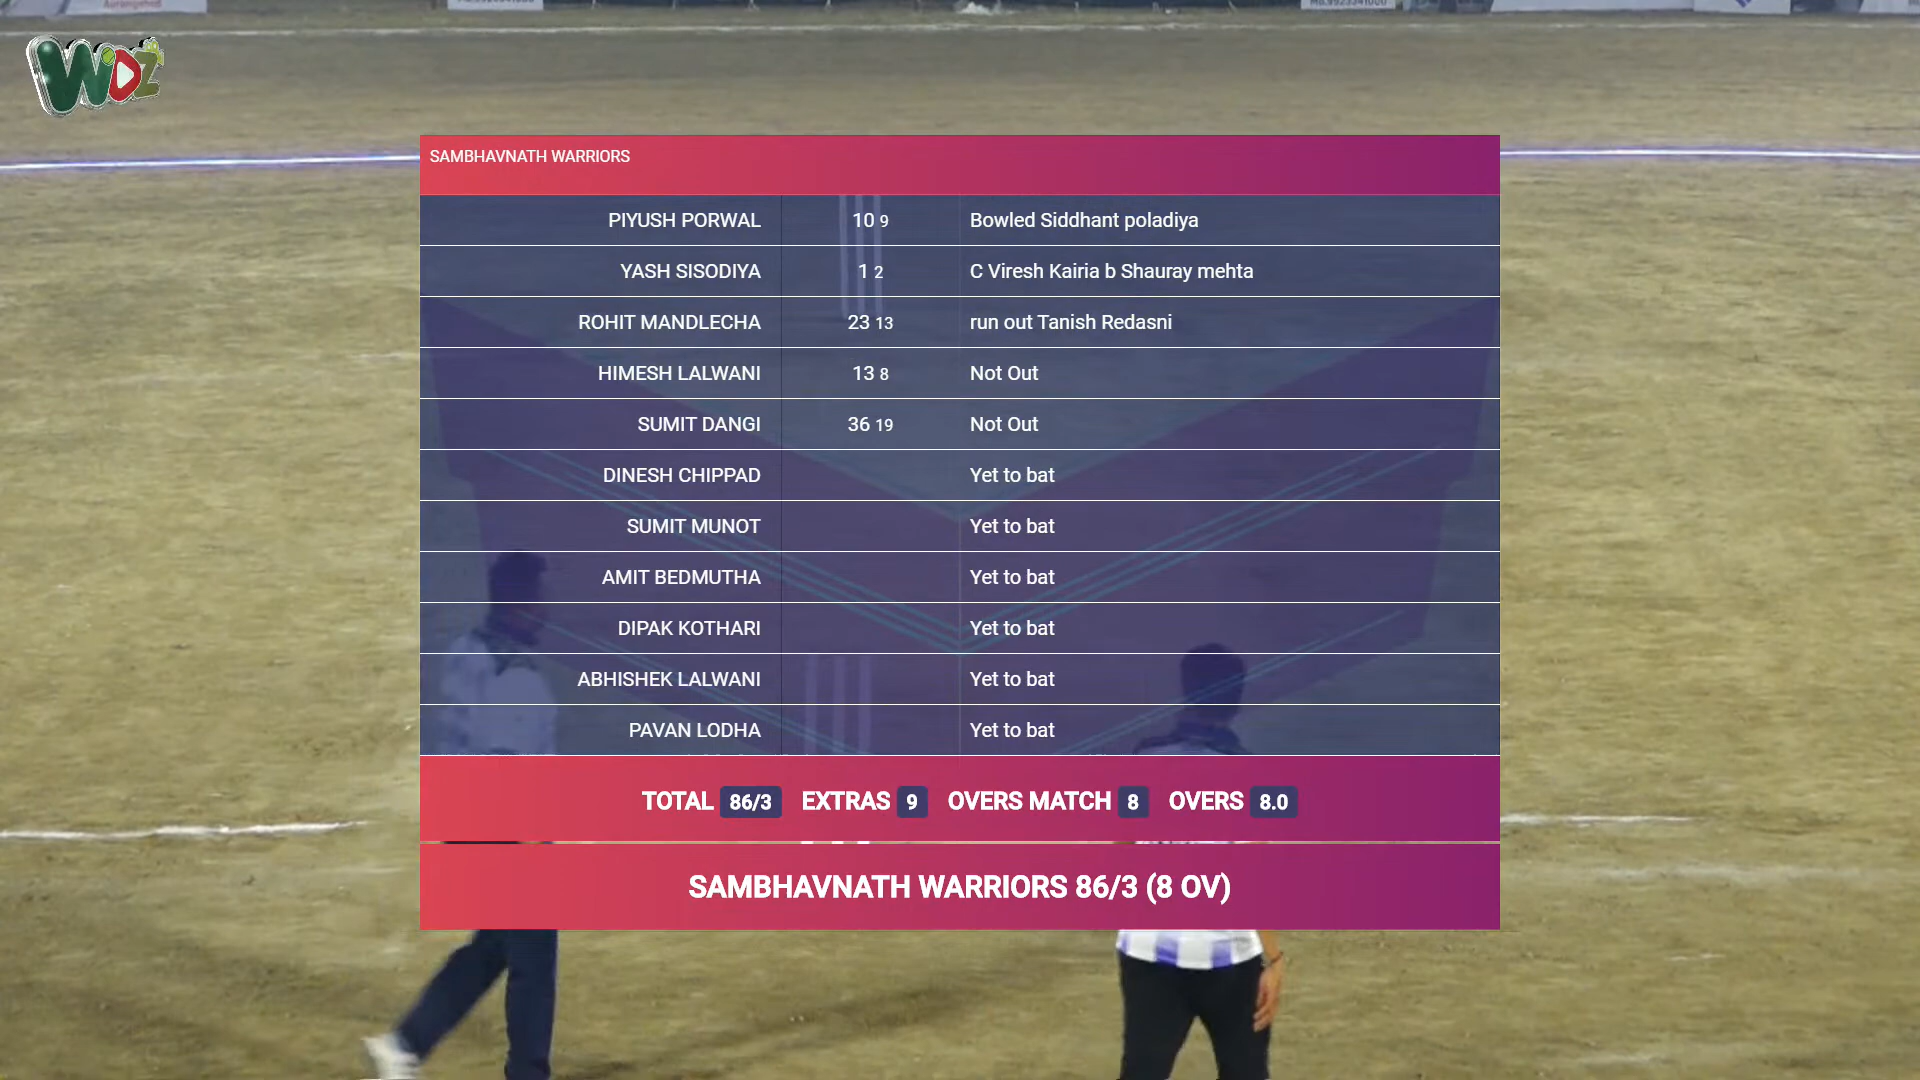 WDZ
SAMBHAVNATH WARRIORS
PIYUSH PORWAL 10 9 Bowled Siddhant poladiya
YASH SISODIYA 1 2 C Viresh Kairia b Shauray mehta
ROHIT MANDLECHA 23 13 run out Tanish Redasni
HIMESH LALWANI 13 8 Not Out
SUMIT DANGI 36 19 Not Out
DINESH CHIPPAD Yet to bat
SUMIT MUNOT Yet to bat
AMIT BEDMUTHA Yet to bat
DIPAK KOTHARI Yet to bat
ABHISHEK LALWANI Yet to bat
PAVAN LODHA Yet to bat
TOTAL 86/3 EXTRAS 9 OVERS MATCH 8 OVERS 8.0
SAMBHAVNATH WARRIORS 86/3 (8 OV)